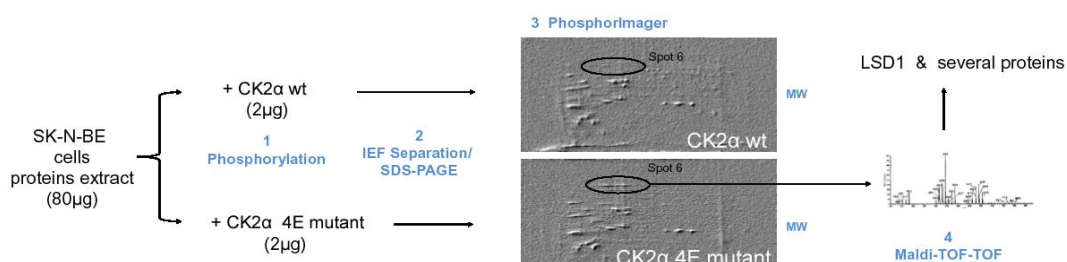 3 PhosphorImager
Spot 6
CK2α wt
MW
LSD1 & several proteins
+ CK2α wt
(2µg)
1
Phosphorylation
2
IEF Separation/
SDS-PAGE
SK-N-BE
cells
proteins extract
(80µg)
+ CK2α 4E mutant
(2µg)
Spot 6
CK2α 4E mutant
MW
4
Maldi-TOF-TOF